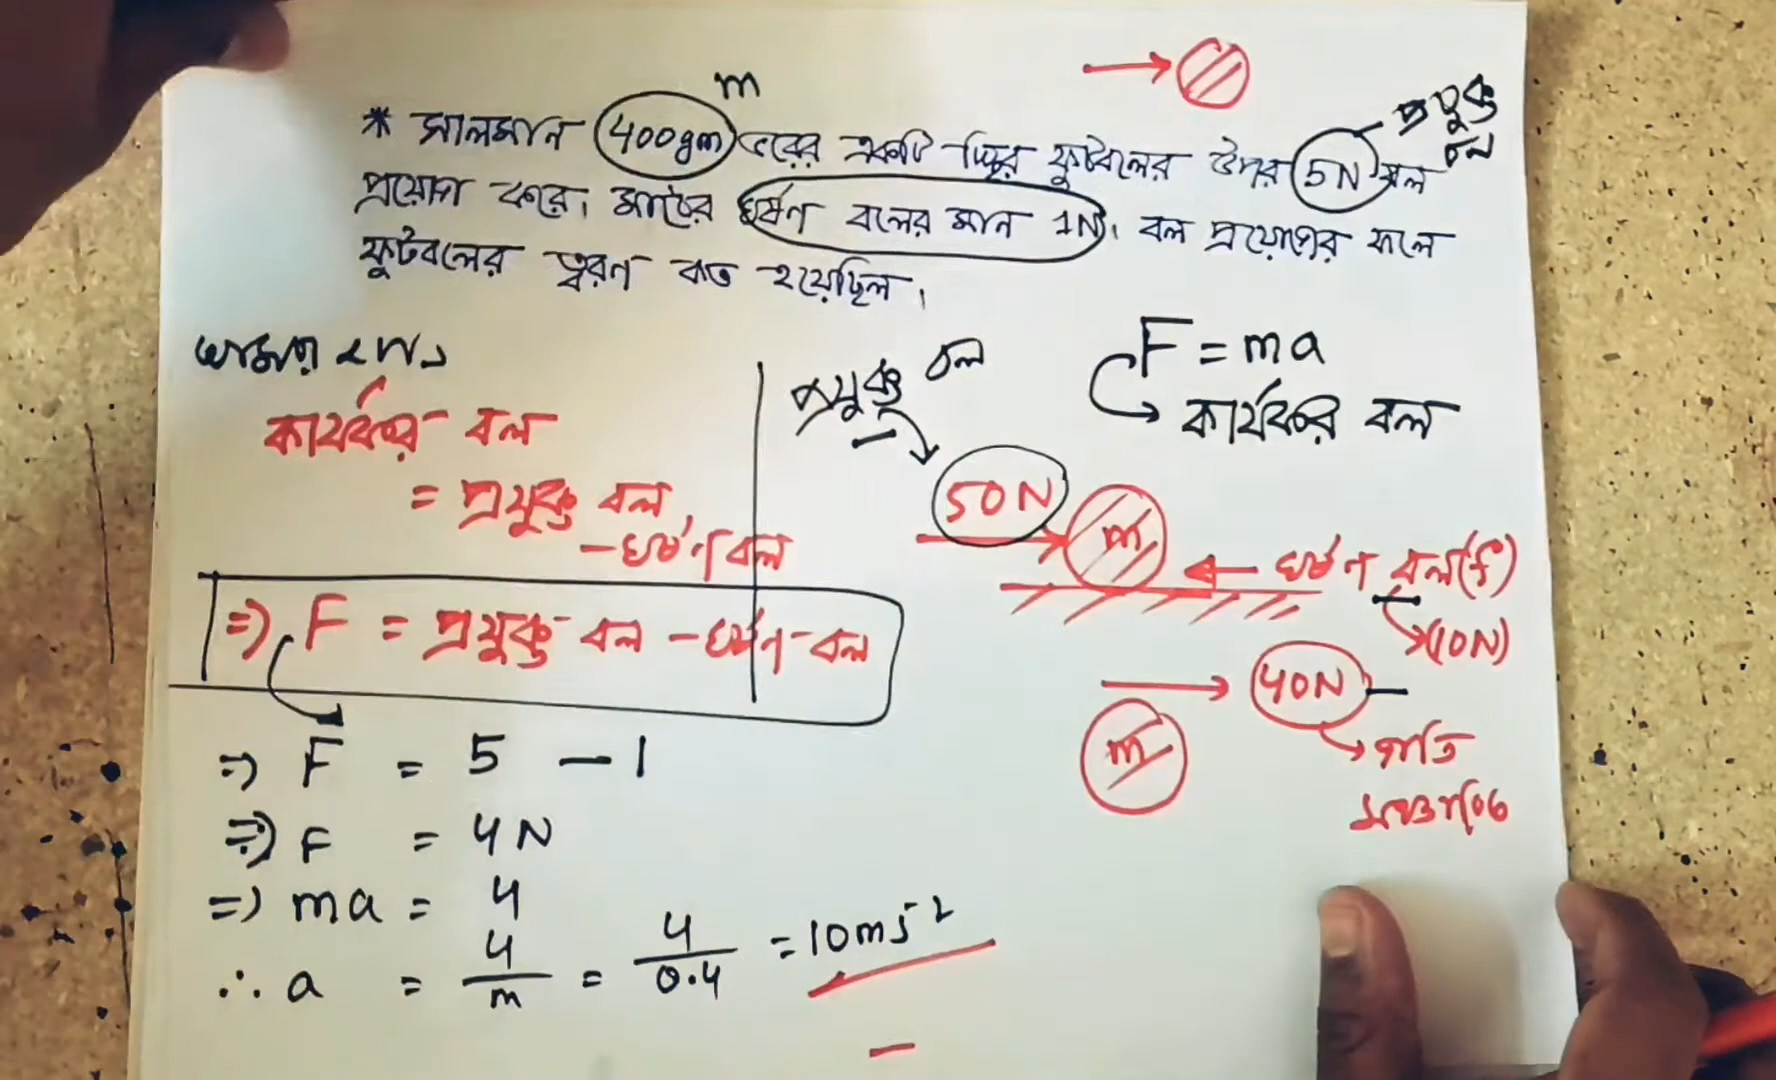 m
* সালমান 400gm ভরের একটি স্থির ফুটবলের উপর 5N বল
প্রযুক্ত
বল
প্রয়োগ করে। মাঠের ঘর্ষণ বলের মান 1N। বল প্রয়োগের ফলে
ফুটবলের ত্বরণ কত হয়েছিল।
আমরা
কার্যকর বল
= প্রযুক্ত বল
- ঘর্ষণ বল
=> F = প্রযুক্ত বল - ঘর্ষণ বল
=> F = 5 - 1
=> F = 4N
=> ma = 4
∴ a = 4/m = 4/0.4 = 10ms⁻²
প্রযুক্ত বল
F = ma
কার্যকর বল
50N
m
ঘর্ষণ বল(f)
(10N)
40N
m
গতি